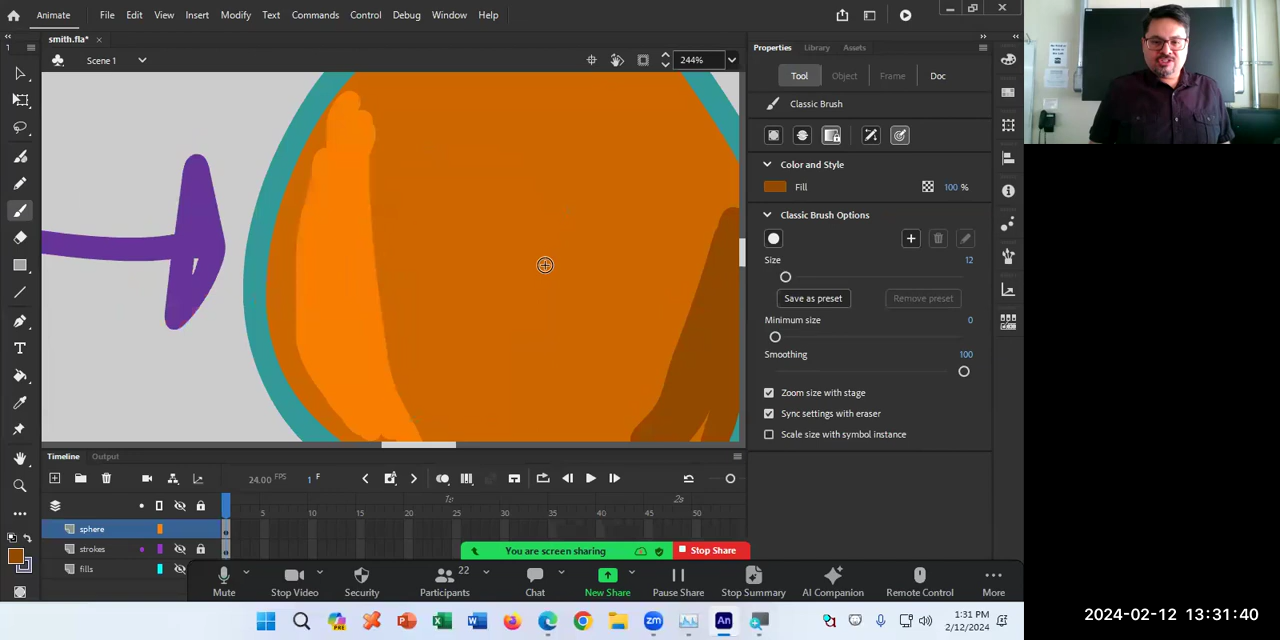 Animate File Edit View Insert Modify Text Commands Control Debug Window Help
smith.fla* ×
1 Scene 1 244%
Properties Library Assets
Tool Object Frame Doc
Classic Brush
Color and Style
Fill 100 %
Classic Brush Options
Size 12
Save as preset Remove preset
Minimum size 0
Smoothing 100
Zoom size with stage
Sync settings with eraser
Scale size with symbol instance
Timeline Output
24.00 FPS 1 F
1s 2s
5 10 15 20 25 30 35 40 45 50
sphere
strokes
fills
You are screen sharing Stop Share
22
Mute Stop Video Security Participants Chat New Share Pause Share Stop Summary AI Companion Remote Control More
1:31 PM
2/12/2024
2024-02-12 13:31:40